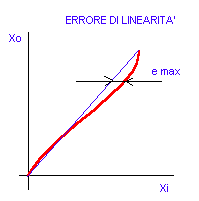 ERRORE DI LINEARITA'
Xo
e max
Xi